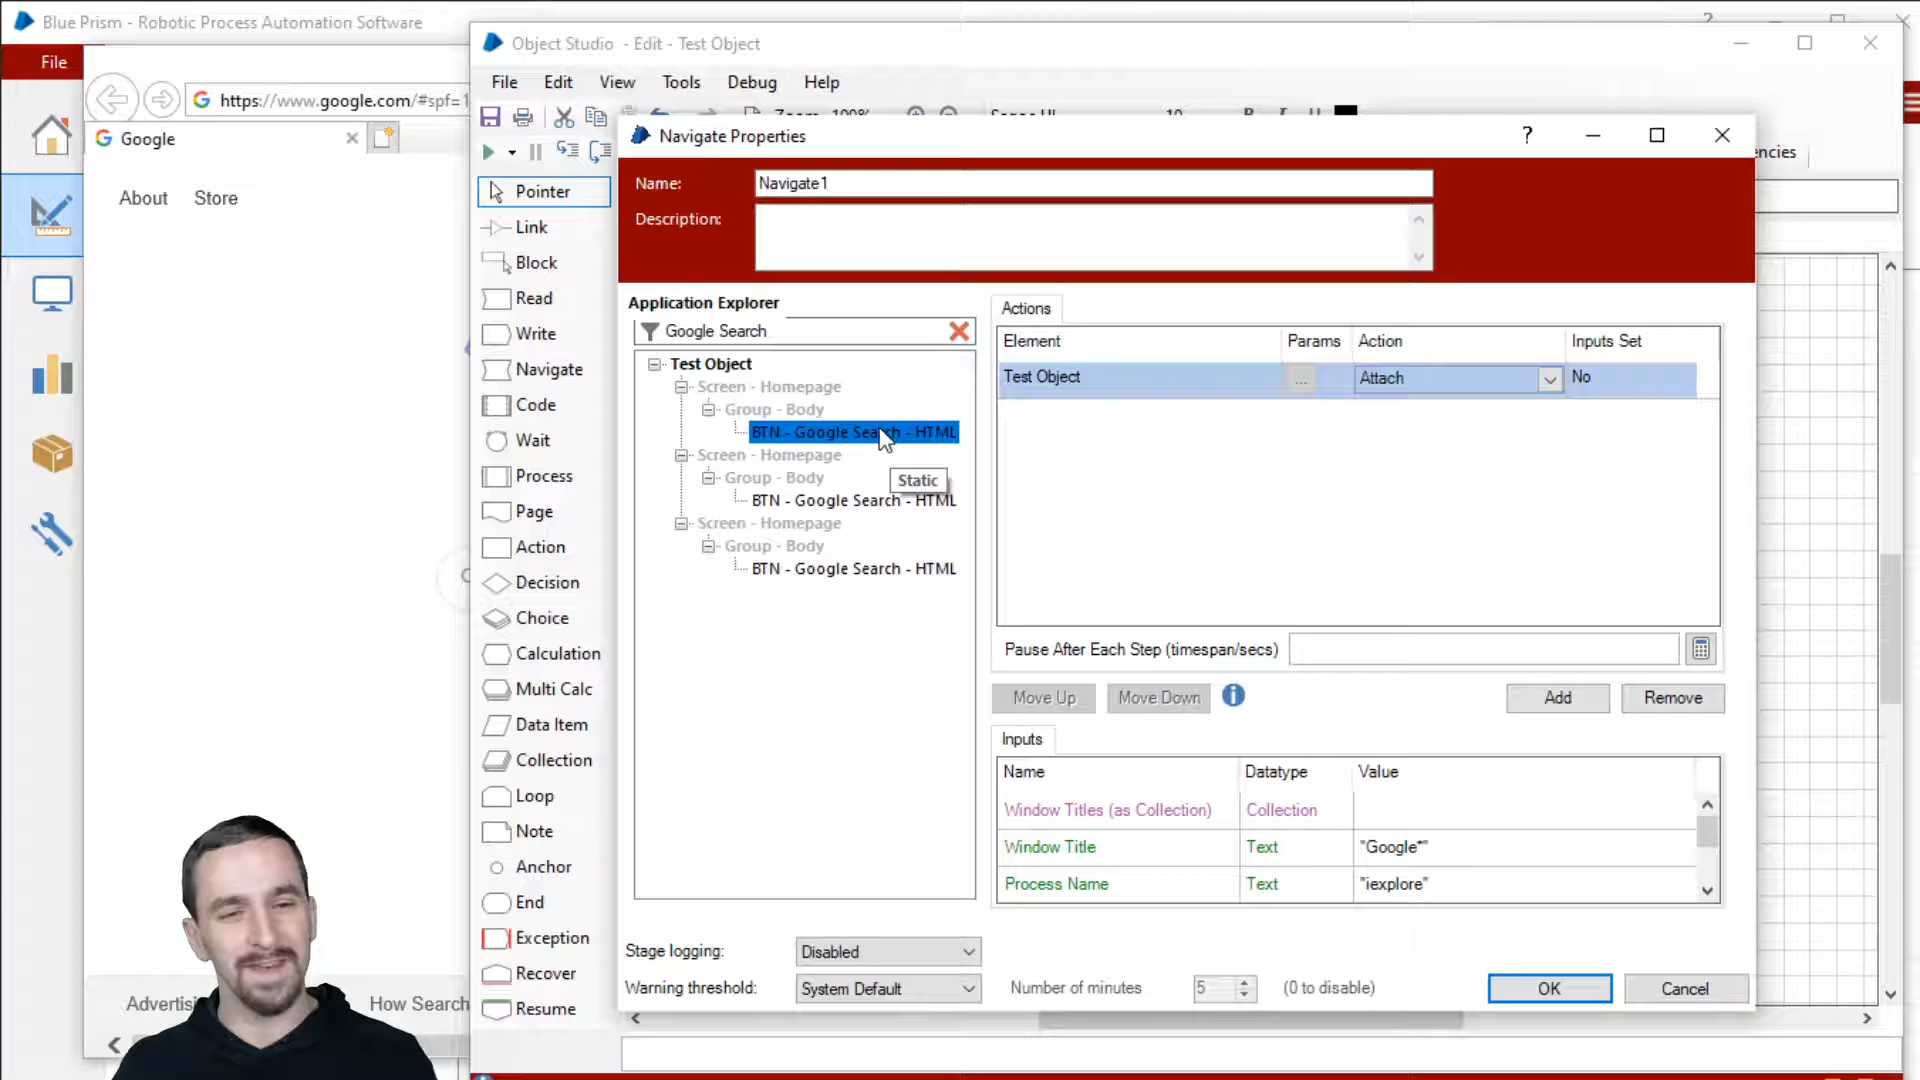 Blue Prism - Robotic Process Automation Software
File
https://www.google.com/#spf=1
Google
About
Store
Advertisi
How Search
Object Studio - Edit - Test Object
File
Edit
View
Tools
Debug
Help
Pointer
Link
Block
Read
Write
Navigate
Code
Wait
Process
Page
Action
Decision
Choice
Calculation
Multi Calc
Data Item
Collection
Loop
Note
Anchor
End
Exception
Recover
Resume
encies
Navigate Properties
?
Name:
Navigate1
Description:
Application Explorer
Google Search
Test Object
Screen - Homepage
Group - Body
BTN - Google Search - HTML
Screen - Homepage
Group - Body
Static
BTN - Google Search - HTML
Screen - Homepage
Group - Body
BTN - Google Search - HTML
Actions
Element
Params
Action
Inputs Set
Test Object
...
Attach
No
Pause After Each Step (timespan/secs)
Move Up
Move Down
Add
Remove
Inputs
Name
Datatype
Value
Window Titles (as Collection)
Collection
Window Title
Text
"Google*"
Process Name
Text
"iexplore"
Stage logging:
Disabled
Warning threshold:
System Default
Number of minutes
5
(0 to disable)
OK
Cancel